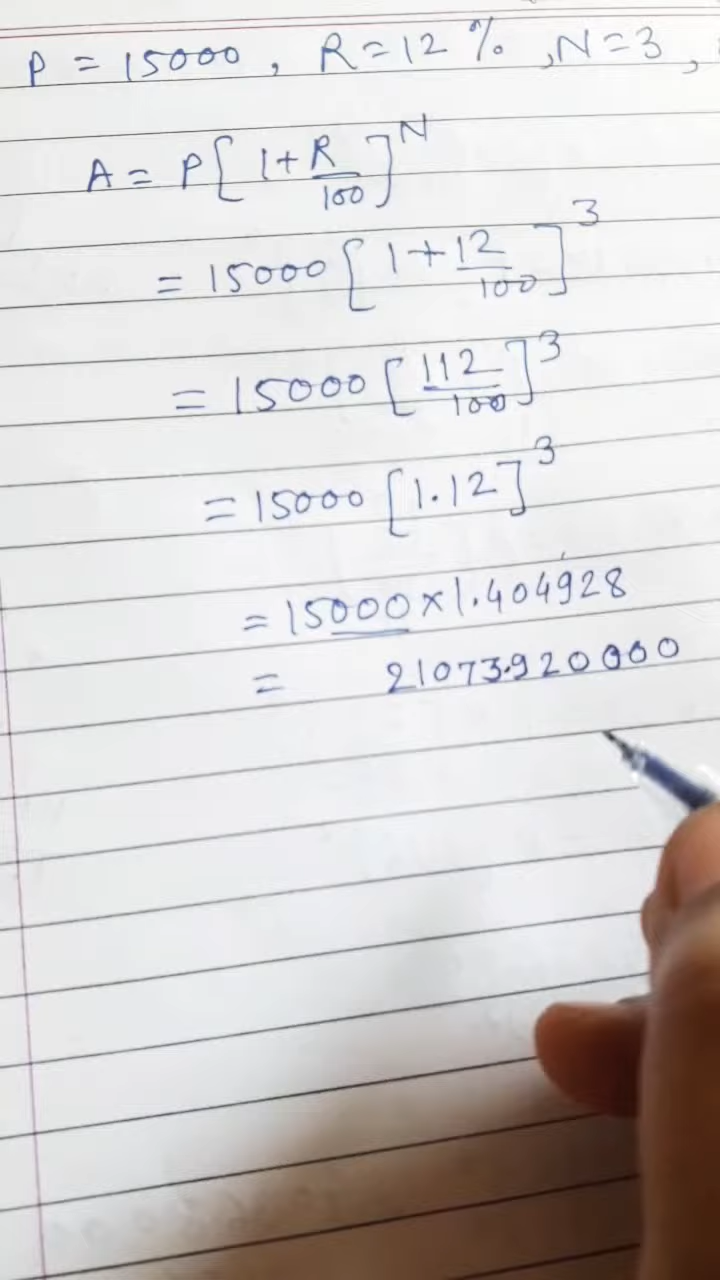 P = 15000, R = 12 %, N = 3,
A = P[1 + R/100]^N
= 15000[1 + 12/100]^3
= 15000[112/100]^3
= 15000[1.12]^3
= 15000 × 1.404928
= 21073.920000